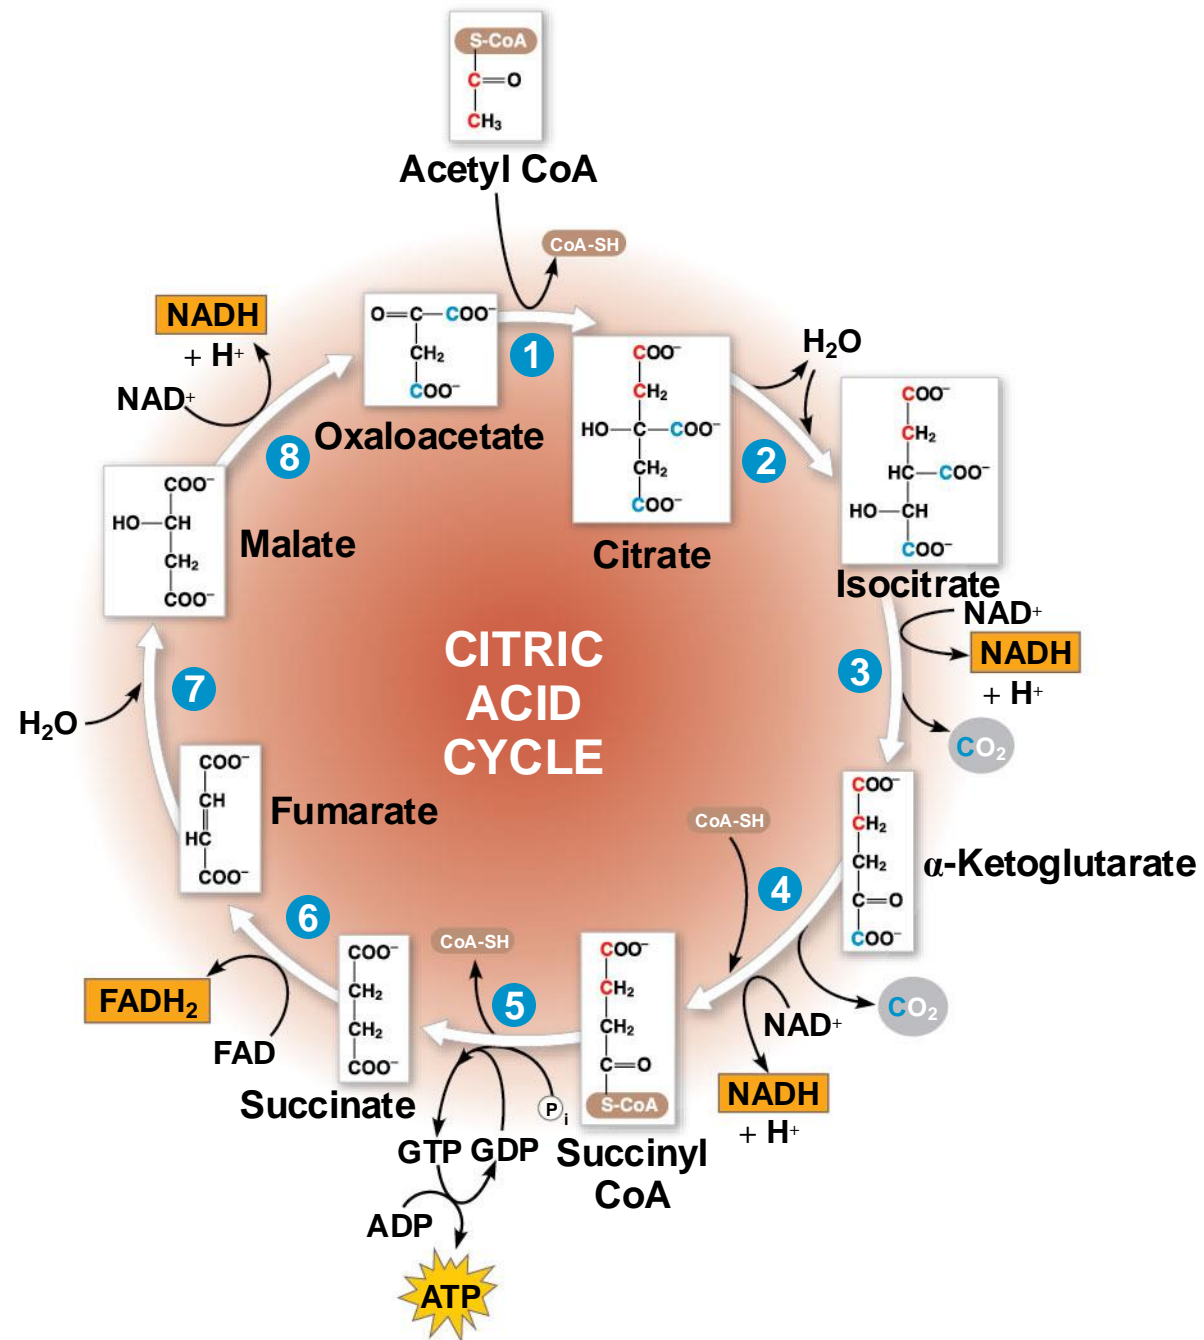 S-CoA
C=O
CH₃
Acetyl CoA
CoA-SH
NADH
+ H⁺
NAD⁺
O=C—COO⁻
CH₂
COO⁻
Oxaloacetate
1
COO⁻
CH₂
HO—C—COO⁻
CH₂
COO⁻
Citrate
2
H₂O
COO⁻
CH₂
HC—COO⁻
HO—CH
COO⁻
Isocitrate
NAD⁺
NADH
+ H⁺
3
CO₂
COO⁻
CH₂
CH₂
C=O
COO⁻
α-Ketoglutarate
CoA-SH
4
CO₂
NAD⁺
NADH
+ H⁺
COO⁻
CH₂
CH₂
C=O
S-CoA
Succinyl
CoA
5
CoA-SH
P i
GTP GDP
ADP
ATP
COO⁻
CH₂
CH₂
COO⁻
Succinate
6
FADH₂
FAD
COO⁻
CH
HC
COO⁻
Fumarate
7
H₂O
COO⁻
HO—CH
CH₂
COO⁻
Malate
8
CITRIC
ACID
CYCLE